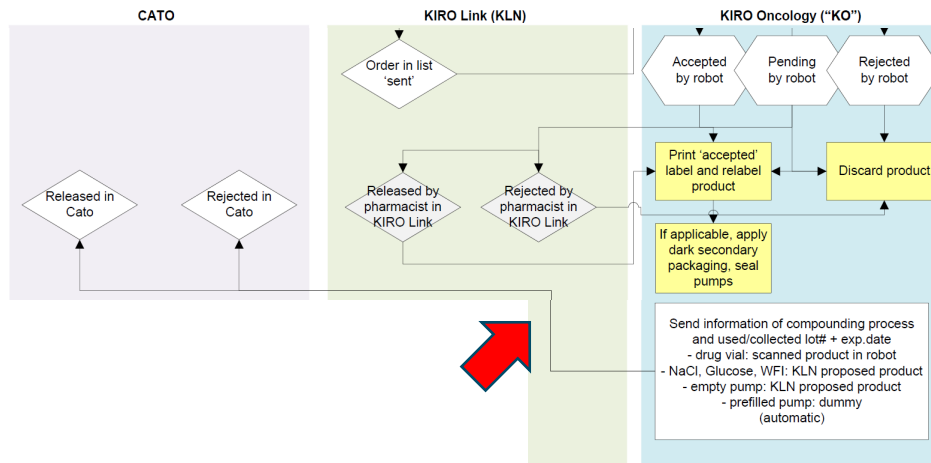 CATO
KIRO Link (KLN)
KIRO Oncology (“KO”)
Order in list
‘sent’
Accepted
by robot
Pending
by robot
Rejected
by robot
Released in
Cato
Rejected in
Cato
Released by
pharmacist in
KIRO Link
Rejected by
pharmacist in
KIRO Link
Print ‘accepted’
label and relabel
product
Discard product
If applicable, apply
dark secondary
packaging, seal
pumps
Send information of compounding process
and used/collected lot# + exp.date
- drug vial: scanned product in robot
- NaCl, Glucose, WFI: KLN proposed product
- empty pump: KLN proposed product
- prefilled pump: dummy
(automatic)